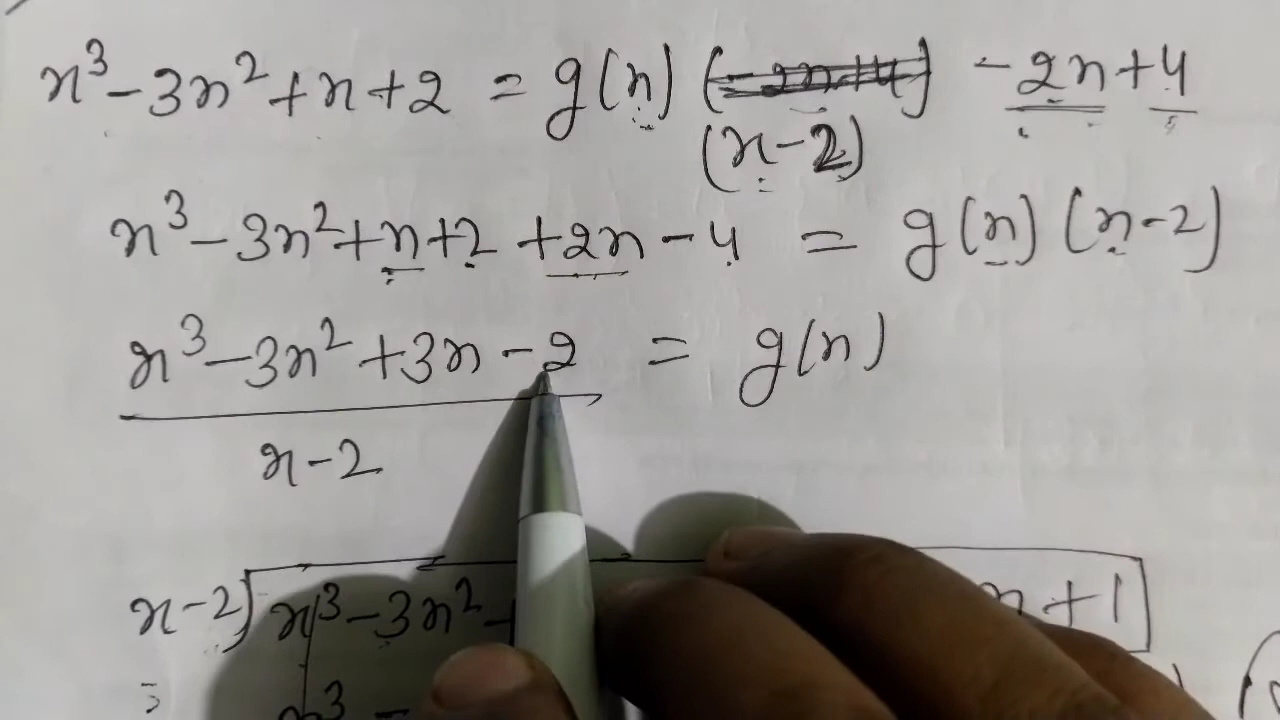 x³ - 3x² + x + 2 = g(x) - 2x + 4
(x - 2)
x³ - 3x² + x + 2 + 2x - 4 = g(x) (x - 2)
x³ - 3x² + 3x - 2 = g(x)
x - 2
x - 2) x³ - 3x² x + 1
x³ -